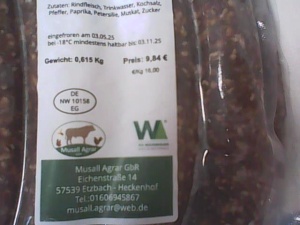 Zutaten: Rindfleisch, Trinkwasser, Kochsalz,
Pfeffer, Paprika, Petersilie, Muskat, Zucker
eingefroren am 03.05.25
bei -18°C mindestens haltbar bis 03.11.25
Gewicht: 0,615 Kg
Preis: 9,84 €
€/Kg 16,00
DE
NW 10158
EG
Musall Agrar
Musall Agrar GbR
Eichenstraße 14
57539 Etzbach - Heckenhof
Tel:01606945867
musall.agrar@web.de